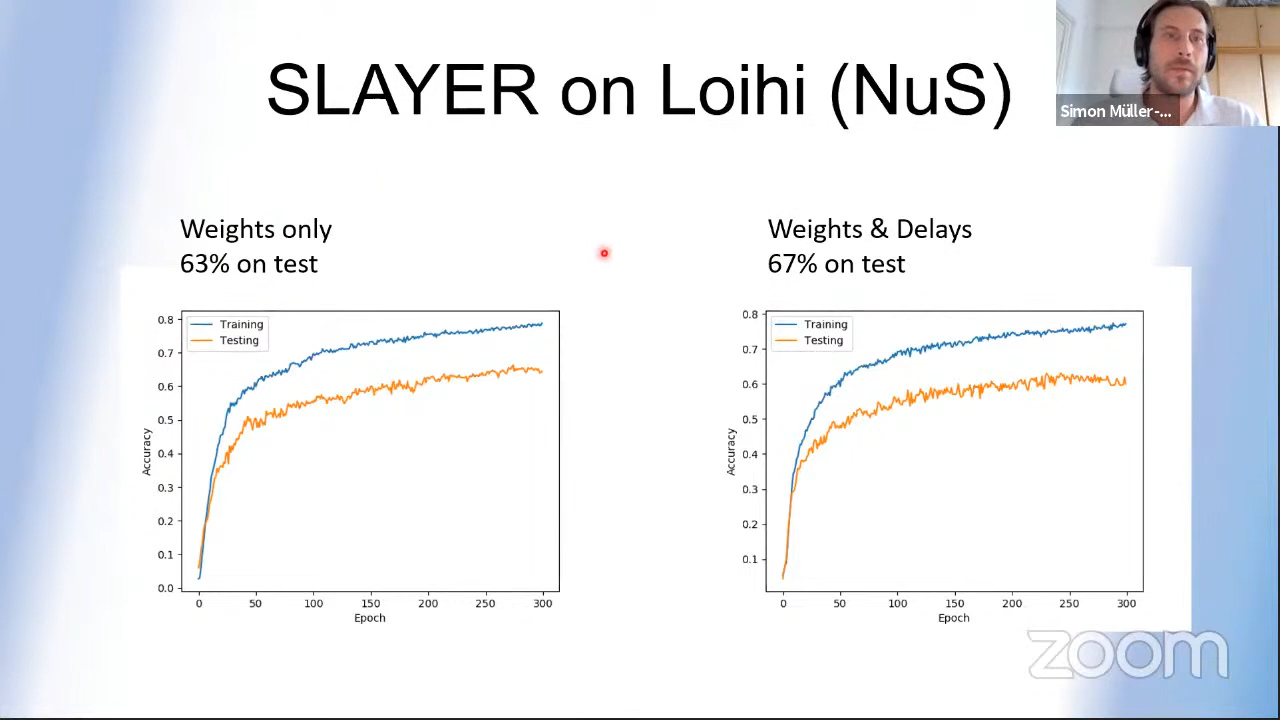 SLAYER on Loihi (NuS)
Simon Müller-...
Weights only
63% on test
Weights & Delays
67% on test
Training
Testing
Accuracy
0.8
0.7
0.6
0.5
0.4
0.3
0.2
0.1
0.0
0 50 100 150 200 250 300
Epoch
Training
Testing
Accuracy
0.8
0.7
0.6
0.5
0.4
0.3
0.2
0.1
0 50 100 150 200 250 300
Epoch
zoom